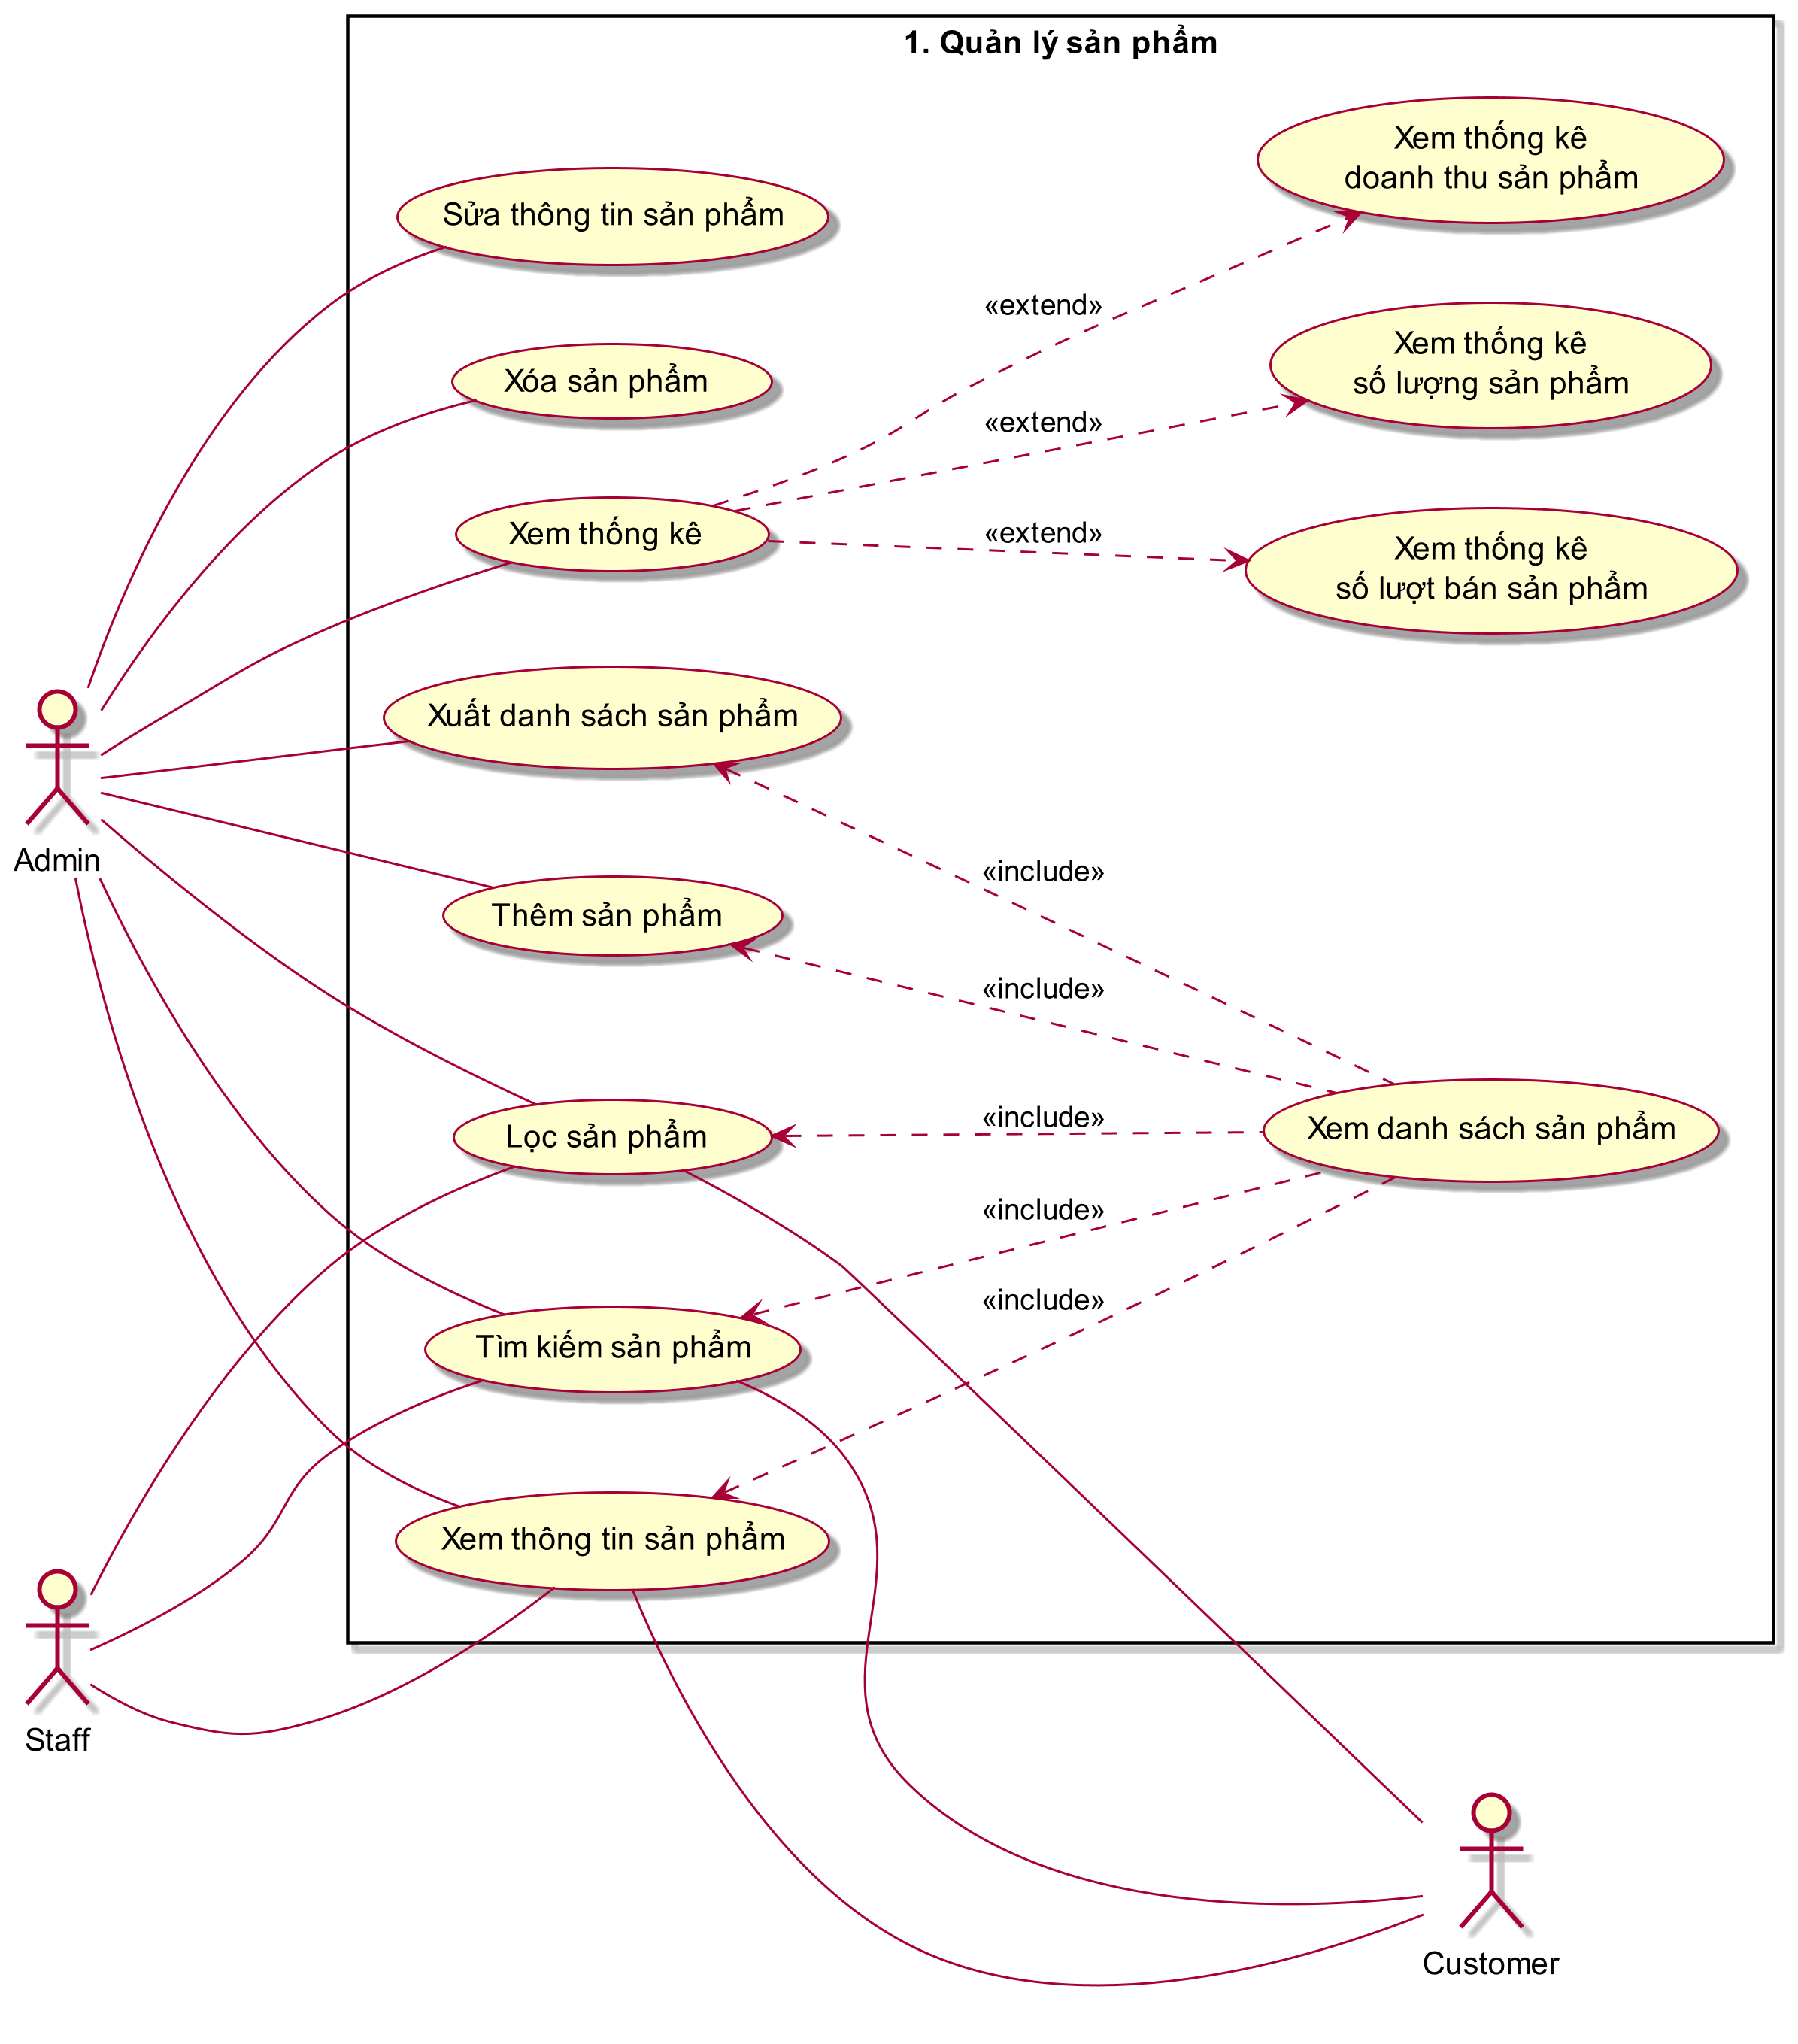 1. Quản lý sản phẩm
Xem thống kê
doanh thu sản phẩm
Sửa thông tin sản phẩm
«extend»
Xem thống kê
số lượng sản phẩm
Xóa sản phẩm
«extend»
Xem thống kê
«extend»
Xem thống kê
số lượt bán sản phẩm
Xuất danh sách sản phẩm
Admin
«include»
Thêm sản phẩm
«include»
Lọc sản phẩm
«include»
Xem danh sách sản phẩm
«include»
«include»
Tìm kiếm sản phẩm
Xem thông tin sản phẩm
Staff
Customer